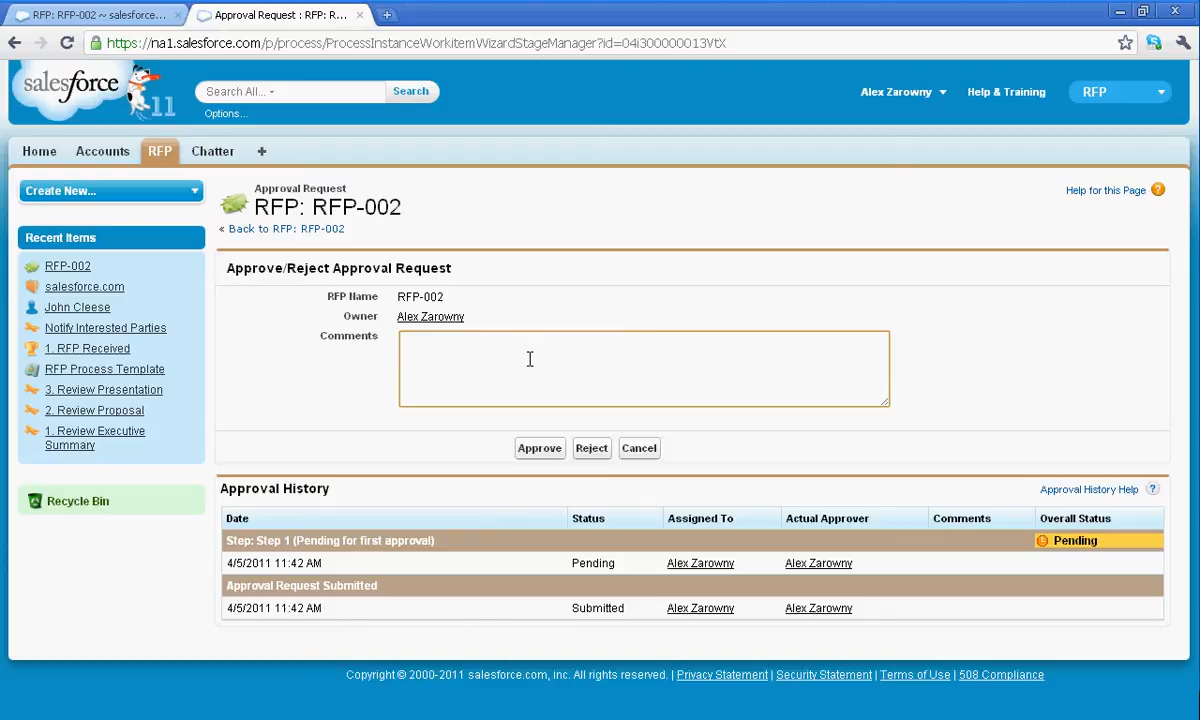 RFP: RFP-002 ~ salesforce...
Approval Request : RFP: R...
https://na1.salesforce.com/p/process/ProcessInstanceWorkitemWizardStageManager?id=04i300000013VtX
salesforce
11
Search All...
Search
Options...
Alex Zarowny
Help & Training
RFP
Home
Accounts
RFP
Chatter
Create New...
Recent Items
RFP-002
salesforce.com
John Cleese
Notify Interested Parties
1. RFP Received
RFP Process Template
3. Review Presentation
2. Review Proposal
1. Review Executive
Summary
Recycle Bin
Approval Request
RFP: RFP-002
« Back to RFP: RFP-002
Help for this Page ?
Approve/Reject Approval Request
RFP Name RFP-002
Owner Alex Zarowny
Comments
Approve Reject Cancel
Approval History
Approval History Help ?
Date Status Assigned To Actual Approver Comments Overall Status
Step: Step 1 (Pending for first approval) Pending
4/5/2011 11:42 AM Pending Alex Zarowny Alex Zarowny
Approval Request Submitted
4/5/2011 11:42 AM Submitted Alex Zarowny Alex Zarowny
Copyright © 2000-2011 salesforce.com, inc. All rights reserved. | Privacy Statement | Security Statement | Terms of Use | 508 Compliance